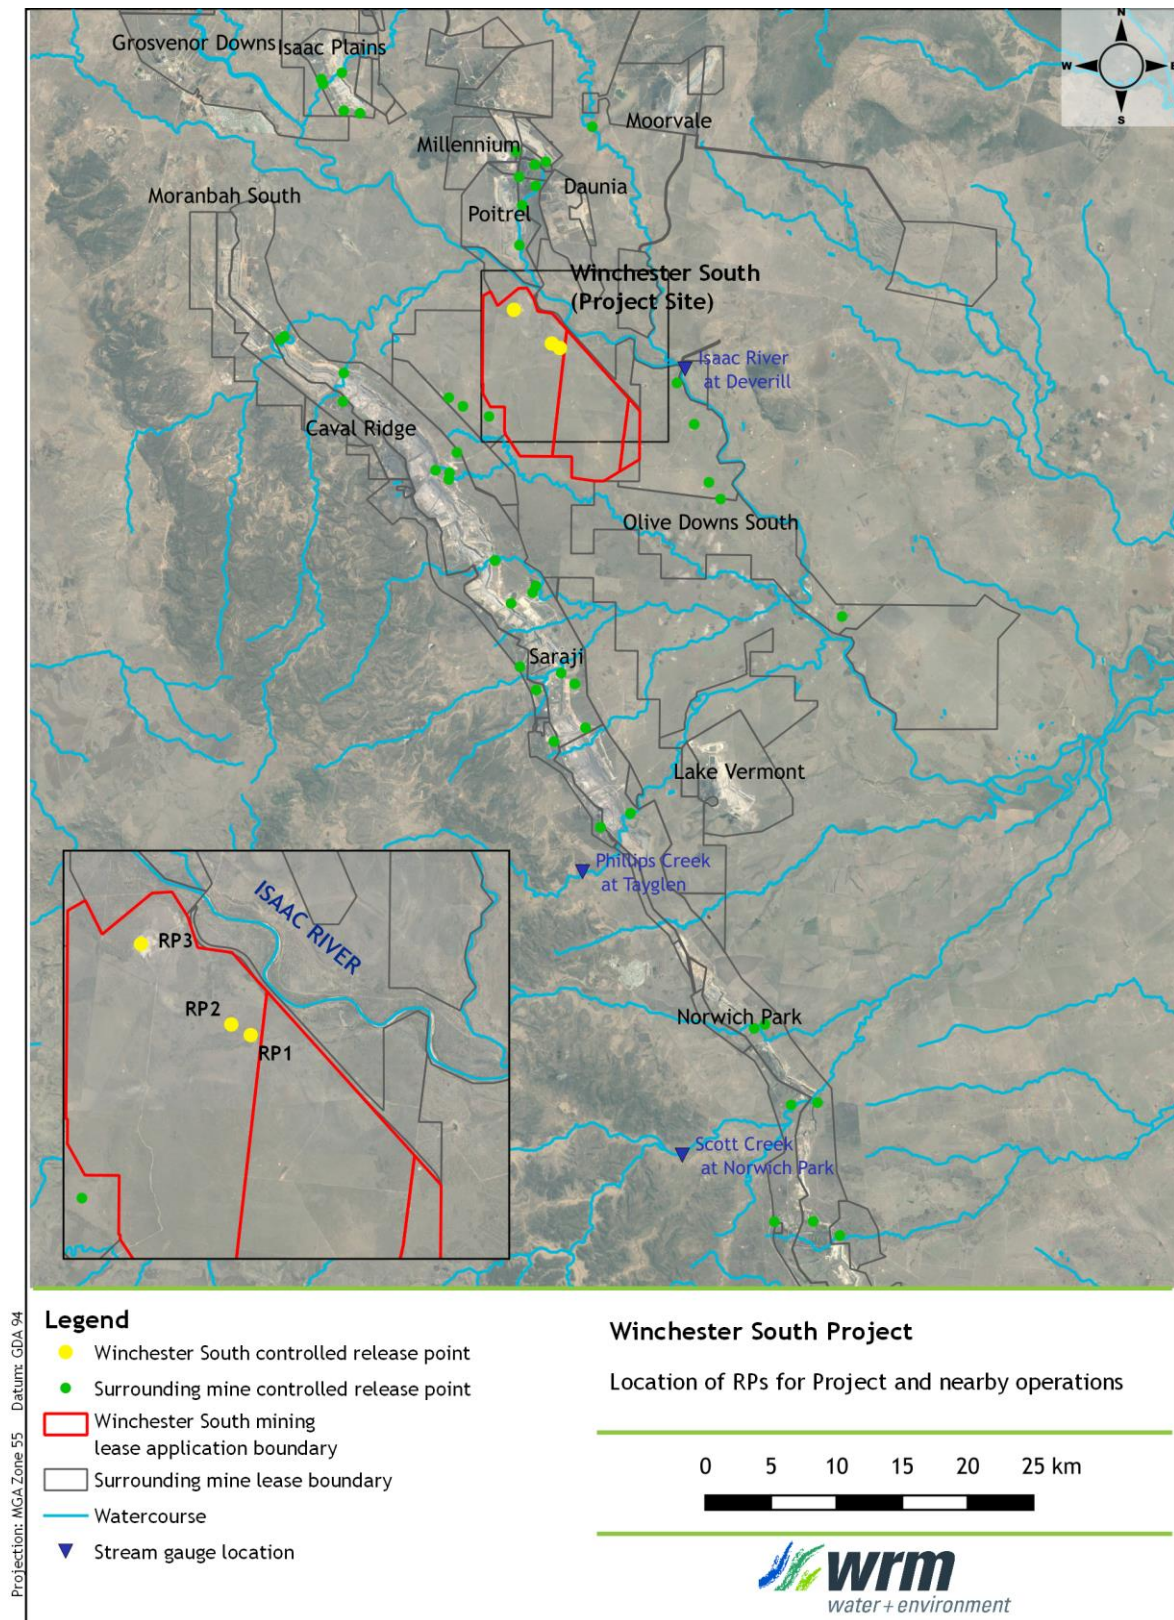 N
W
E
S
Grosvenor Downs
Isaac Plains
Moorvale
Millennium
Daunia
Moranbah South
Poitrel
Winchester South
(Project Site)
Isaac River
at Deverill
Caval Ridge
Olive Downs South
Saraji
Lake Vermont
Phillips Creek
at Tayglen
ISAAC RIVER
RP3
RP2
RP1
Norwich Park
Scott Creek
at Norwich Park
Projection: MGA Zone 55 Datum: GDA 94
Legend
Winchester South controlled release point
Surrounding mine controlled release point
Winchester South mining
lease application boundary
Surrounding mine lease boundary
Watercourse
Stream gauge location
Winchester South Project
Location of RPs for Project and nearby operations
0 5 10 15 20 25 km
wrm
water + environment